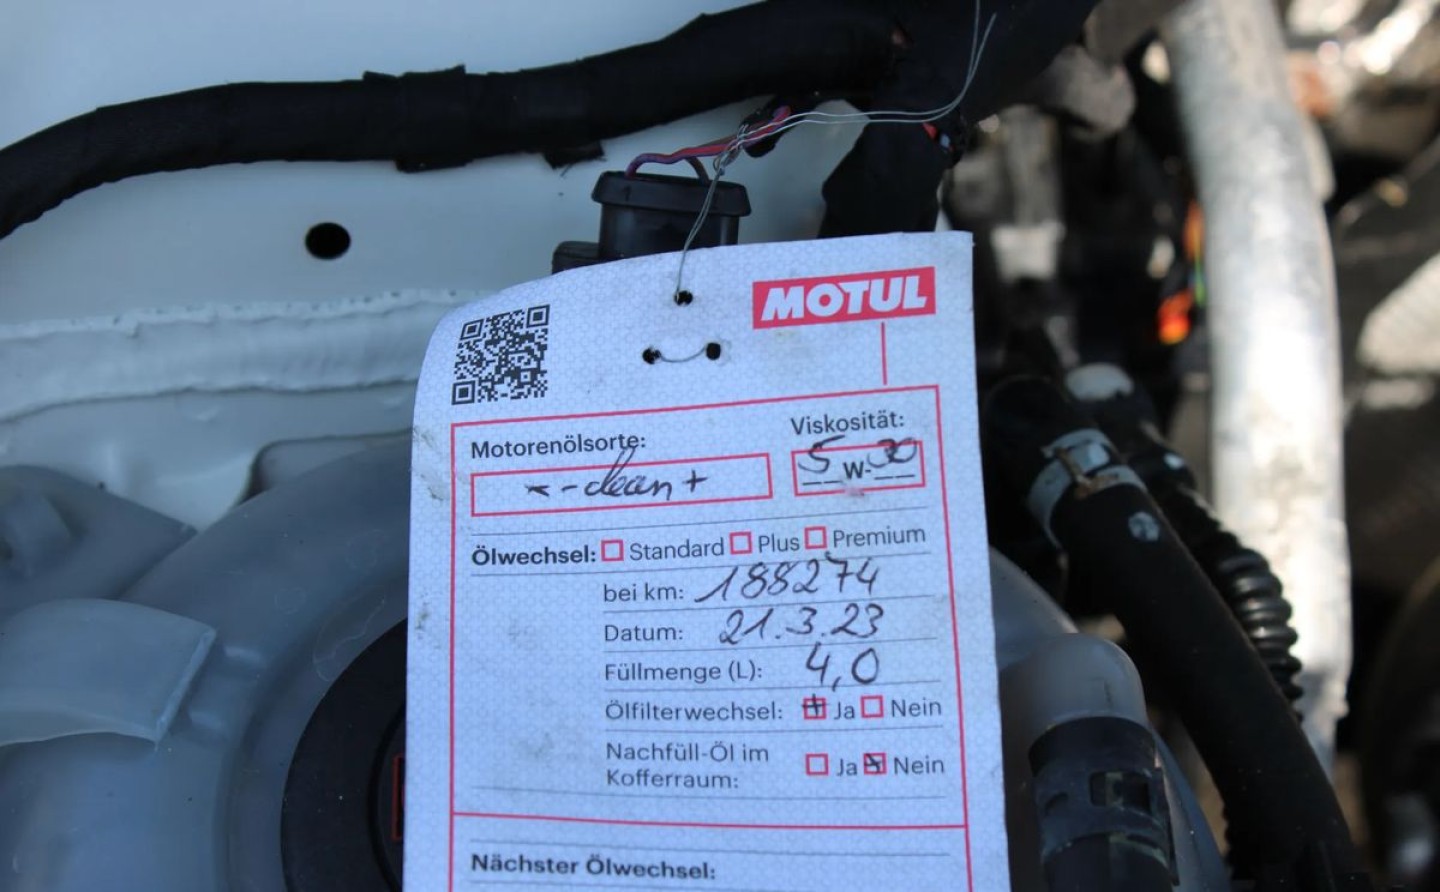 MOTUL
Motorenölsorte:
Viskosität:
x-clean+
5 W-30
Ölwechsel: Standard Plus Premium
bei km: 188274
Datum: 21.3.23
Füllmenge (L): 4,0
Ölfilterwechsel: Ja Nein
Nachfüll-Öl im
Kofferraum: Ja Nein
Nächster Ölwechsel: